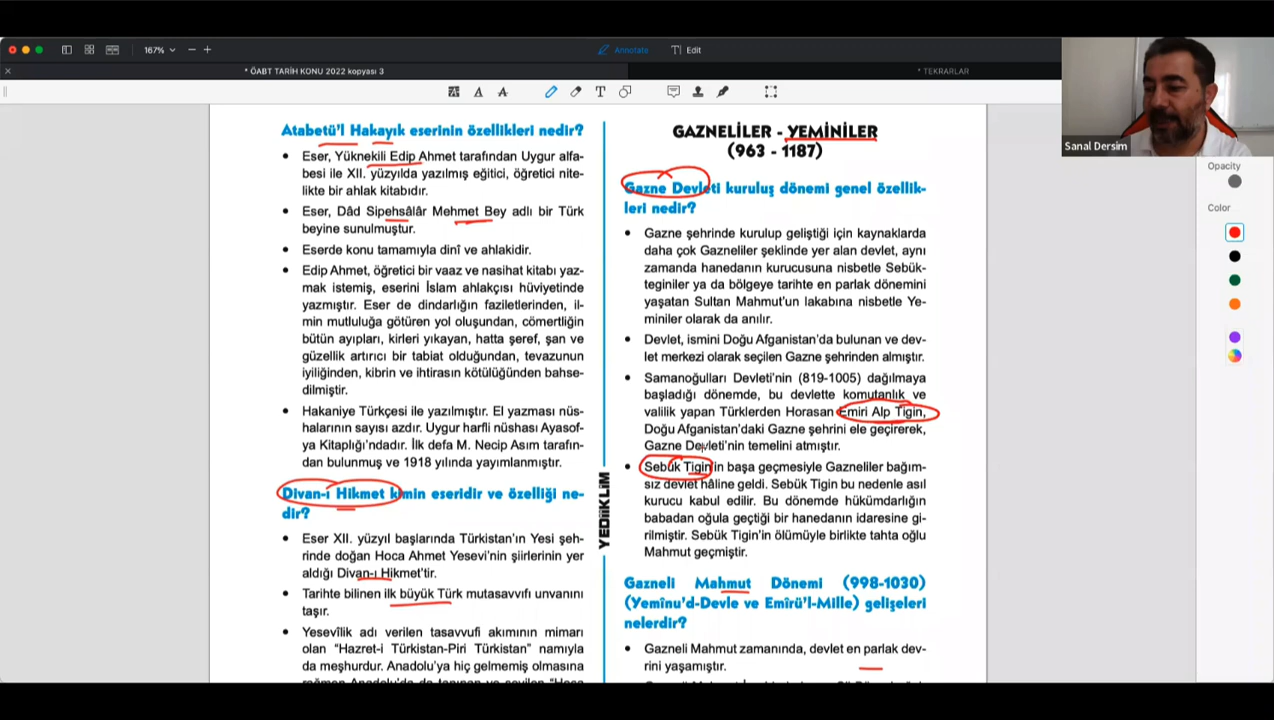 167%
Annotate
Edit
* ÖABT TARİH KONU 2022 kopyası 3
* TEKRARLAR
Sanal Dersim
Opacity
Color
Atabetü'l Hakayık eserinin özellikleri nedir?
Eser, Yüknekili Edip Ahmet tarafından Uygur alfa-
besi ile XII. yüzyılda yazılmış eğitici, öğretici nite-
likte bir ahlak kitabıdır.
Eser, Dâd Sipehsâlâr Mehmet Bey adlı bir Türk
beyine sunulmuştur.
Eserde konu tamamıyla dinî ve ahlakidir.
Edip Ahmet, öğretici bir vaaz ve nasihat kitabı yaz-
mak istemiş, eserini İslam ahlakçısı hüviyetinde
yazmıştır. Eser de dindarlığın faziletlerinden, il-
min mutluluğa götüren yol oluşundan, cömertliğin
bütün ayıpları, kirleri yıkayan, hatta şeref, şan ve
güzellik artırıcı bir tabiat olduğundan, tevazunun
iyiliğinden, kibrin ve ihtirasın kötülüğünden bahse-
dilmiştir.
Hakaniye Türkçesi ile yazılmıştır. El yazması nüs-
halarının sayısı azdır. Uygur harfli nüshası Ayasof-
ya Kitaplığı'ndadır. İlk defa M. Necip Asım tarafın-
dan bulunmuş ve 1918 yılında yayımlanmıştır.
Divan-ı Hikmet kimin eseridir ve özelliği ne-
dir?
Eser XII. yüzyıl başlarında Türkistan'ın Yesi şeh-
rinde doğan Hoca Ahmet Yesevi'nin şiirlerinin yer
aldığı Divan-ı Hikmet'tir.
Tarihte bilinen ilk büyük Türk mutasavvıfı unvanını
taşır.
Yesevîlik adı verilen tasavvufi akımının mimarı
olan "Hazret-i Türkistan-Piri Türkistan" namıyla
da meşhurdur. Anadolu'ya hiç gelmemiş olmasına
rağmen Anadolu'da da tanınan ve sevilen "Hoca
YEDİİKLİM
GAZNELİLER - YEMİNİLER
(963 - 1187)
Gazne Devleti kuruluş dönemi genel özellik-
leri nedir?
Gazne şehrinde kurulup geliştiği için kaynaklarda
daha çok Gazneliler şeklinde yer alan devlet, aynı
zamanda hanedanın kurucusuna nisbetle Sebük-
teginiler ya da bölgeye tarihte en parlak dönemini
yaşatan Sultan Mahmut'un lakabına nisbetle Ye-
miniler olarak da anılır.
Devlet, ismini Doğu Afganistan'da bulunan ve dev-
let merkezi olarak seçilen Gazne şehrinden almıştır.
Samanoğulları Devleti'nin (819-1005) dağılmaya
başladığı dönemde, bu devlette komutanlık ve
valilik yapan Türklerden Horasan Emiri Alp Tigin,
Doğu Afganistan'daki Gazne şehrini ele geçirerek,
Gazne Devleti'nin temelini atmıştır.
Sebük Tigin'in başa geçmesiyle Gazneliler bağım-
sız devlet hâline geldi. Sebük Tigin bu nedenle asıl
kurucu kabul edilir. Bu dönemde hükümdarlığın
babadan oğula geçtiği bir hanedanın idaresine gi-
rilmiştir. Sebük Tigin'in ölümüyle birlikte tahta oğlu
Mahmut geçmiştir.
Gazneli Mahmut Dönemi (998-1030)
(Yemînu'd-Devle ve Emîrü'l-Mille) gelişeleri
nelerdir?
Gazneli Mahmut zamanında, devlet en parlak dev-
rini yaşamıştır.